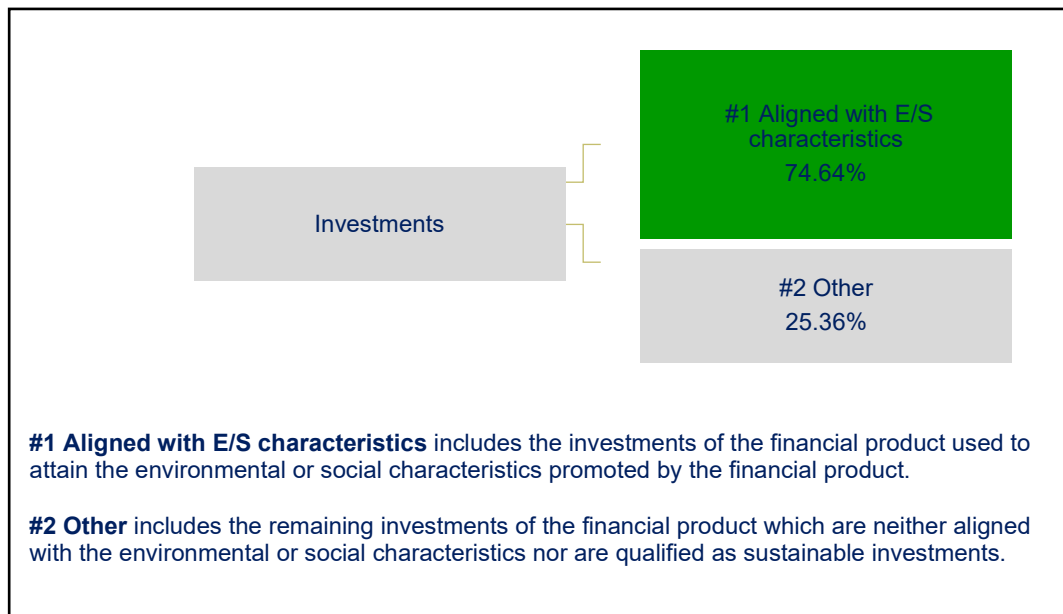 #1 Aligned with E/S
characteristics
74.64%
Investments
#2 Other
25.36%
#1 Aligned with E/S characteristics includes the investments of the financial product used to
attain the environmental or social characteristics promoted by the financial product.
#2 Other includes the remaining investments of the financial product which are neither aligned
with the environmental or social characteristics nor are qualified as sustainable investments.